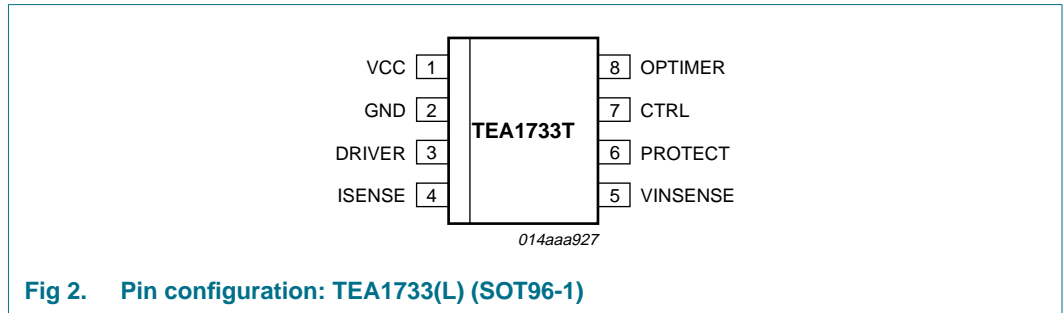 VCC 1 8 OPTIMER
GND 2 7 CTRL
TEA1733T
DRIVER 3 6 PROTECT
ISENSE 4 5 VINSENSE
014aaa927
Fig 2. Pin configuration: TEA1733(L) (SOT96-1)